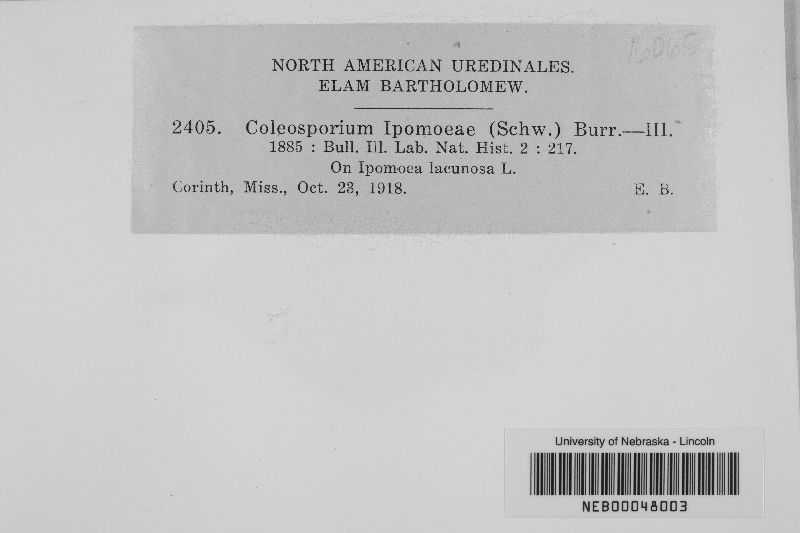 16065
NORTH AMERICAN UREDINALES.
ELAM BARTHOLOMEW.
2405. Coleosporium Ipomoeae (Schw.) Burr.—III.
1885 : Bull. Ill. Lab. Nat. Hist. 2 : 217.
On Ipomoea lacunosa L.
Corinth, Miss., Oct. 23, 1918. E. B.
University of Nebraska - Lincoln
NEB00048003